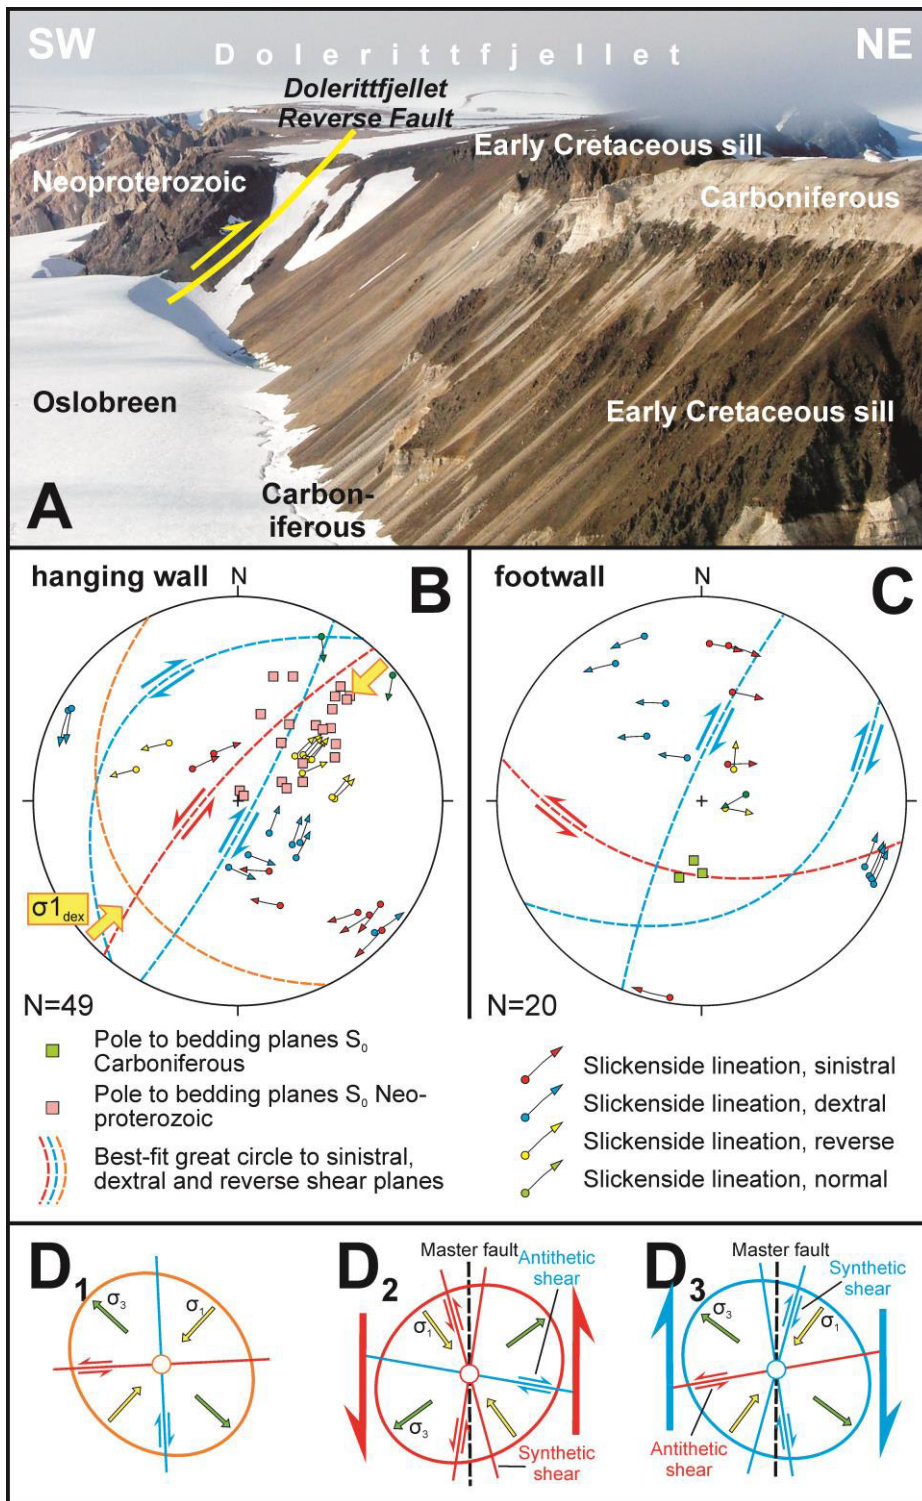 SW
NE
Dolerittfjellet
Dolerittfjellet
Reverse Fault
Early Cretaceous sill
Neoproterozoic
Carboniferous
Oslobreen
Early Cretaceous sill
Carbon-
iferous
A
hanging wall
N
B
σ1dex
N=49
footwall
N
C
N=20
Pole to bedding planes S0
Carboniferous
Pole to bedding planes S0 Neo-
proterozoic
Best-fit great circle to sinistral,
dextral and reverse shear planes
Slickenside lineation, sinistral
Slickenside lineation, dextral
Slickenside lineation, reverse
Slickenside lineation, normal
D1
σ3
σ1
D2
Master fault
Antithetic
shear
σ1
σ3
Synthetic
shear
D3
Master fault
Synthetic
shear
σ3
σ1
Antithetic
shear